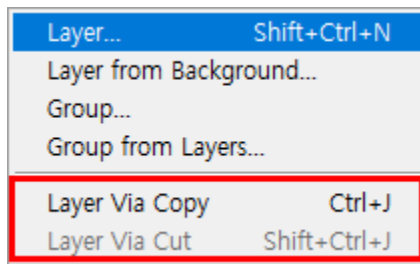 Layer... Shift+Ctrl+N
Layer from Background...
Group...
Group from Layers...
Layer Via Copy Ctrl+J
Layer Via Cut Shift+Ctrl+J